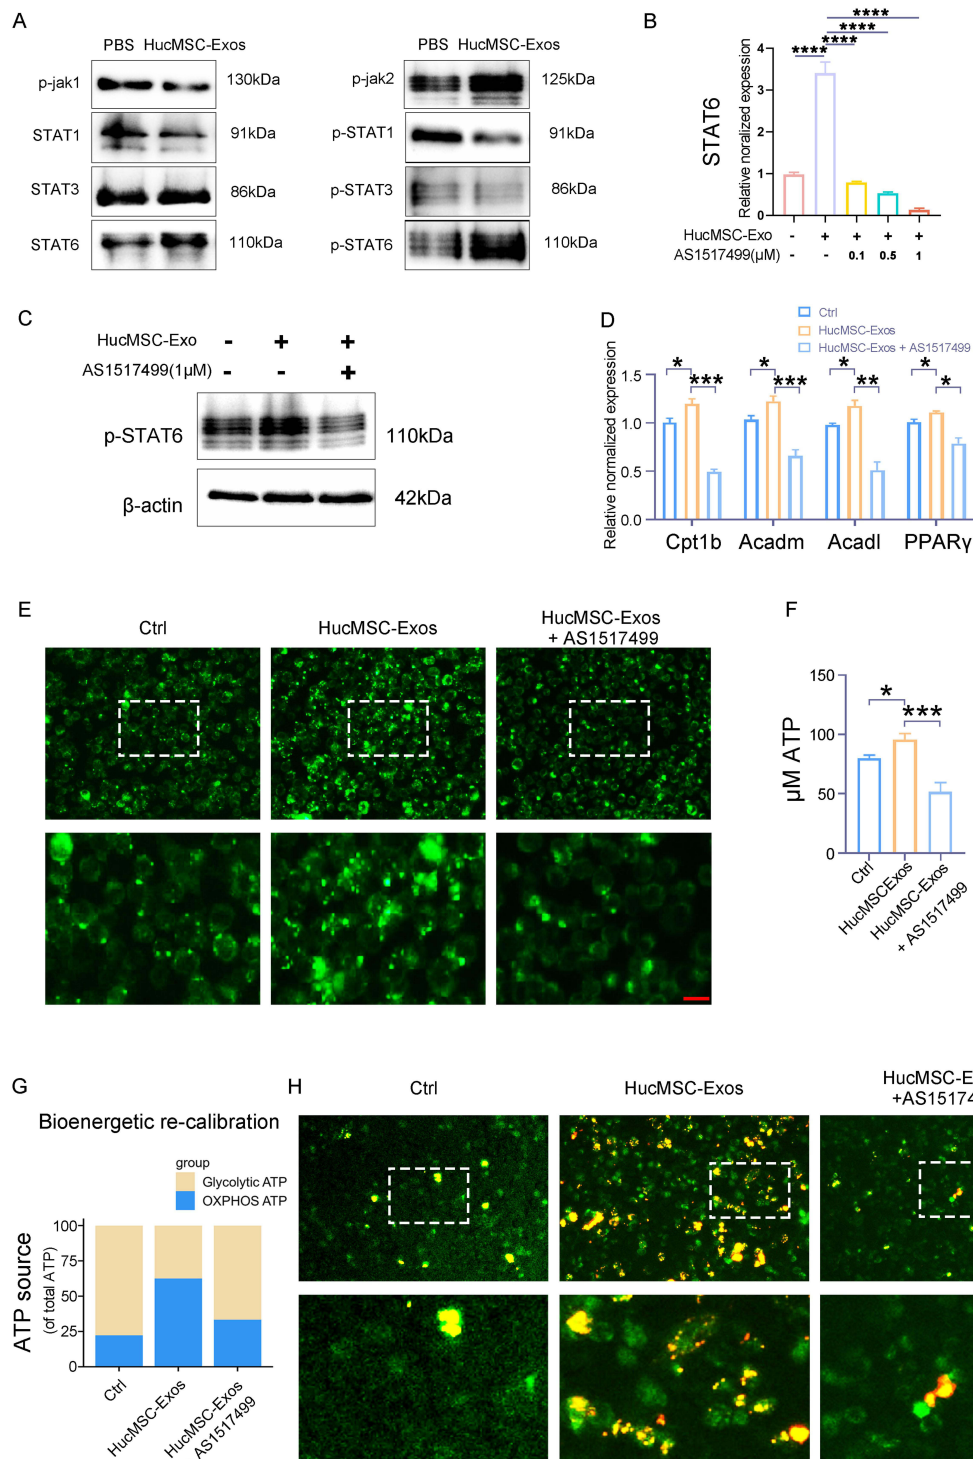 A
PBS HucMSC-Exos
p-jak1 130kDa
STAT1 91kDa
STAT3 86kDa
STAT6 110kDa
PBS HucMSC-Exos
p-jak2 125kDa
p-STAT1 91kDa
p-STAT3 86kDa
p-STAT6 110kDa
B
****
****
**** ****
STAT6
Relative noralized expession
4
3
2
1
0
HucMSC-Exo - + + + +
AS1517499(μM) - - 0.1 0.5 1
C
HucMSC-Exo - + +
AS1517499(1μM) - - +
p-STAT6 110kDa
β-actin 42kDa
D
Ctrl
HucMSC-Exos
HucMSC-Exos + AS1517499
Relative normalized expression
1.5
1.0
0.5
0.0
* *** * *** * ** * *
Cpt1b Acadm Acadl PPARγ
E
Ctrl
HucMSC-Exos
HucMSC-Exos
+ AS1517499
F
μM ATP
150
100
50
0
* ***
Ctrl
HucMSCExos
HucMSC-Exos
+ AS1517499
G
Bioenergetic re-calibration
group
Glycolytic ATP
OXPHOS ATP
ATP source
(of total ATP)
100
75
50
25
0
Ctrl
HucMSC-Exos
HucMSC-Exos
AS1517499
H
Ctrl
HucMSC-Exos
HucMSC-E
+AS15174